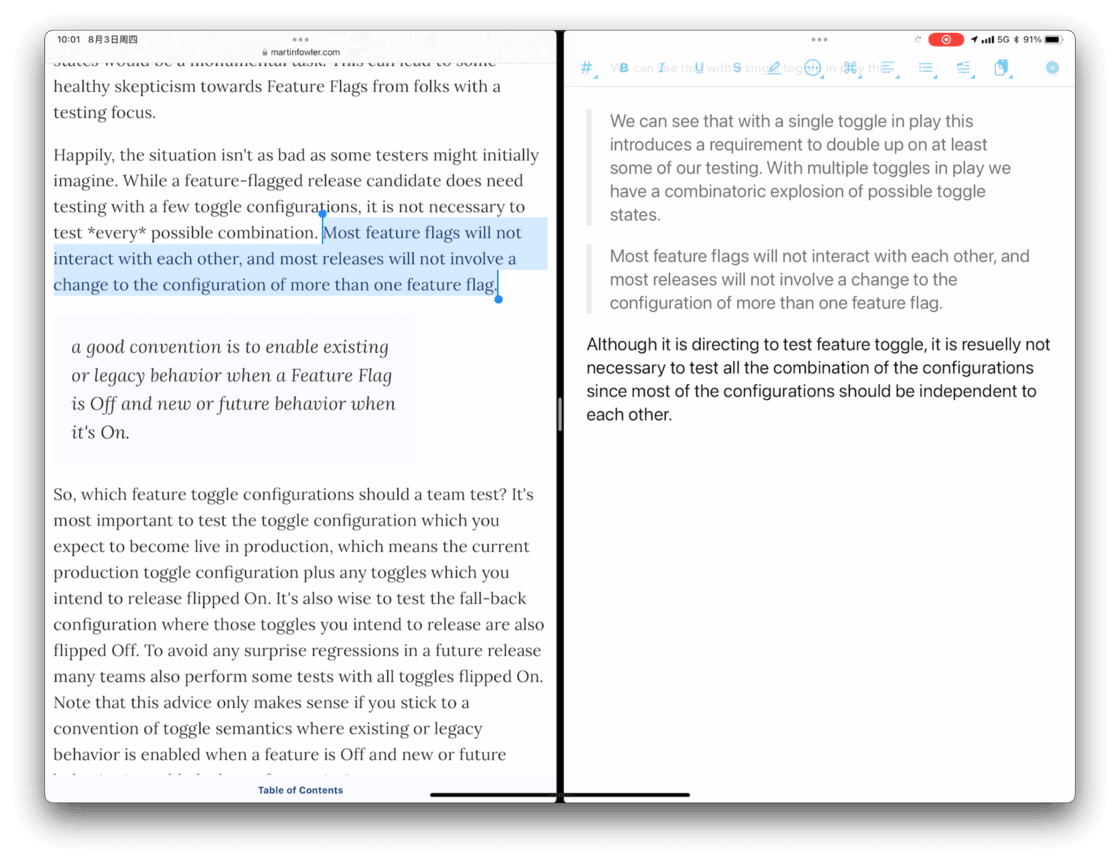 10:01 8月3日周四
martinfowler.com
states would be a monumental task. This can lead to some
healthy skepticism towards Feature Flags from folks with a
testing focus.
Happily, the situation isn't as bad as some testers might initially
imagine. While a feature-flagged release candidate does need
testing with a few toggle configurations, it is not necessary to
test *every* possible combination. Most feature flags will not
interact with each other, and most releases will not involve a
change to the configuration of more than one feature flag.
a good convention is to enable existing
or legacy behavior when a Feature Flag
is Off and new or future behavior when
it's On.
So, which feature toggle configurations should a team test? It's
most important to test the toggle configuration which you
expect to become live in production, which means the current
production toggle configuration plus any toggles which you
intend to release flipped On. It's also wise to test the fall-back
configuration where those toggles you intend to release are also
flipped Off. To avoid any surprise regressions in a future release
many teams also perform some tests with all toggles flipped On.
Note that this advice only makes sense if you stick to a
convention of toggle semantics where existing or legacy
behavior is enabled when a feature is Off and new or future
Table of Contents
5G 91%
# B I U S
We can see that with a single toggle in play this
We can see that with a single toggle in play this
introduces a requirement to double up on at least
some of our testing. With multiple toggles in play we
have a combinatoric explosion of possible toggle
states.
Most feature flags will not interact with each other, and
most releases will not involve a change to the
configuration of more than one feature flag.
Although it is directing to test feature toggle, it is resuelly not
necessary to test all the combination of the configurations
since most of the configurations should be independent to
each other.